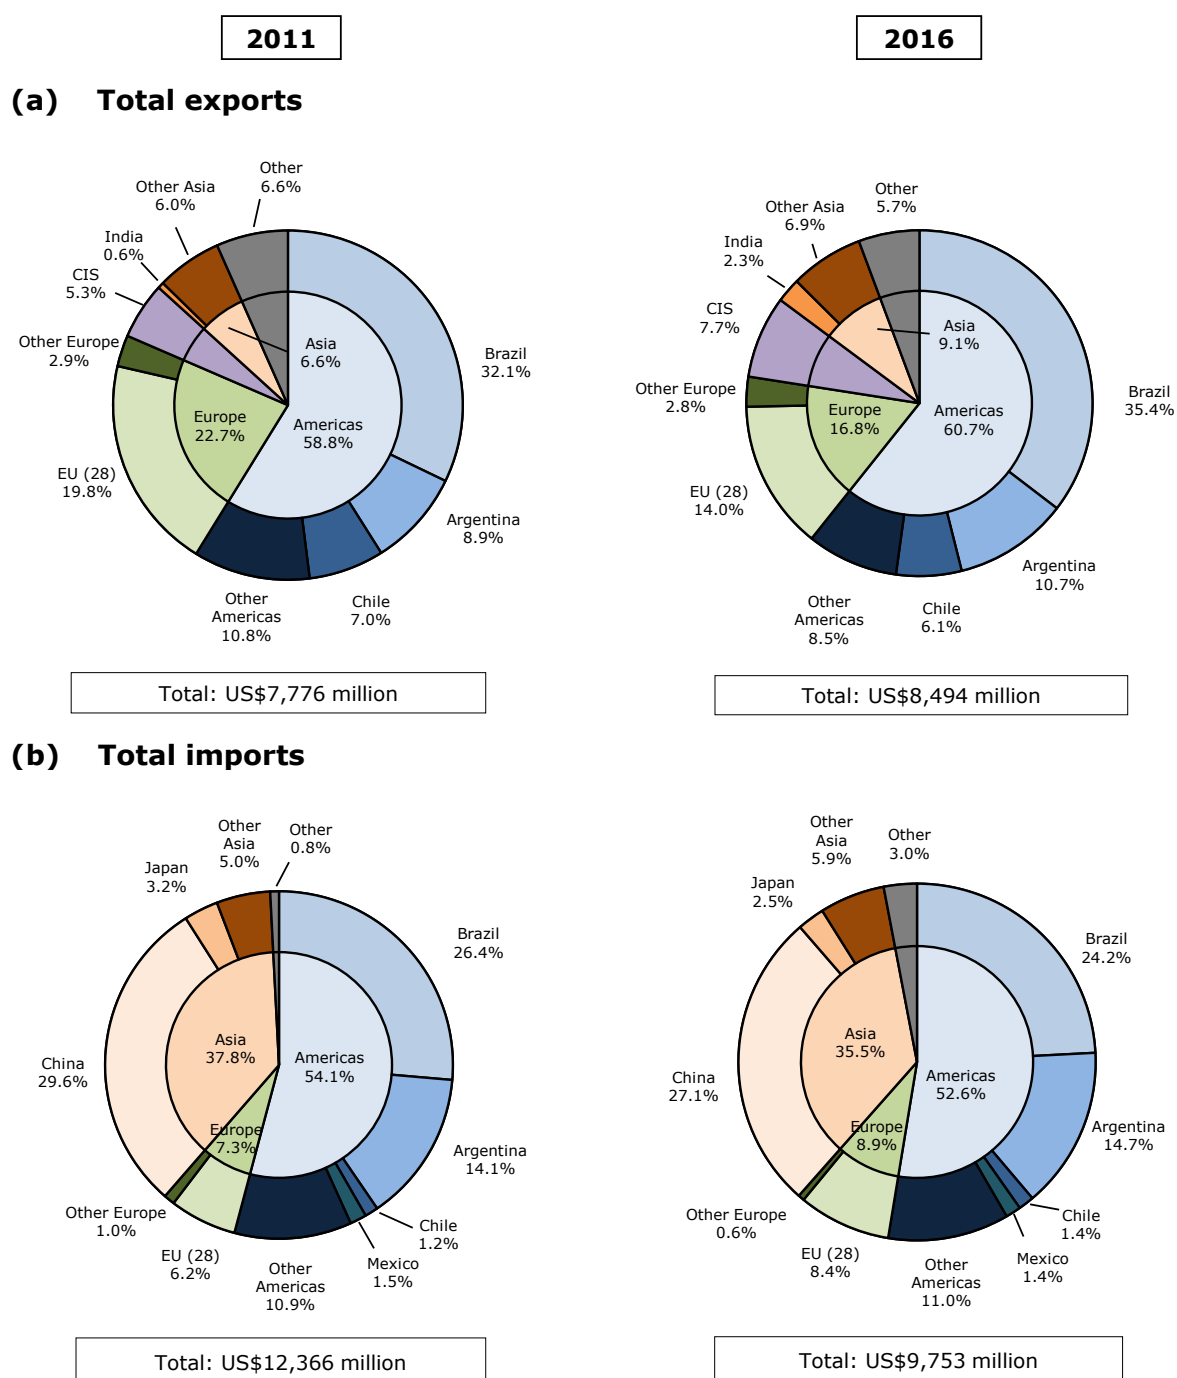 2011
2016
(a) Total exports
Other
6.6%
Other Asia
6.0%
India
0.6%
CIS
5.3%
Other Europe
2.9%
EU (28)
19.8%
Other
Americas
10.8%
Chile
7.0%
Argentina
8.9%
Brazil
32.1%
Asia
6.6%
Europe
22.7%
Americas
58.8%
Total: US$7,776 million
Other
5.7%
Other Asia
6.9%
India
2.3%
CIS
7.7%
Other Europe
2.8%
EU (28)
14.0%
Other
Americas
8.5%
Chile
6.1%
Argentina
10.7%
Brazil
35.4%
Asia
9.1%
Europe
16.8%
Americas
60.7%
Total: US$8,494 million
(b) Total imports
Other
0.8%
Other
Asia
5.0%
Japan
3.2%
China
29.6%
Other Europe
1.0%
EU (28)
6.2%
Other
Americas
10.9%
Mexico
1.5%
Chile
1.2%
Argentina
14.1%
Brazil
26.4%
Asia
37.8%
Europe
7.3%
Americas
54.1%
Total: US$12,366 million
Other
3.0%
Other
Asia
5.9%
Japan
2.5%
China
27.1%
Other Europe
0.6%
EU (28)
8.4%
Other
Americas
11.0%
Mexico
1.4%
Chile
1.4%
Argentina
14.7%
Brazil
24.2%
Asia
35.5%
Europe
8.9%
Americas
52.6%
Total: US$9,753 million